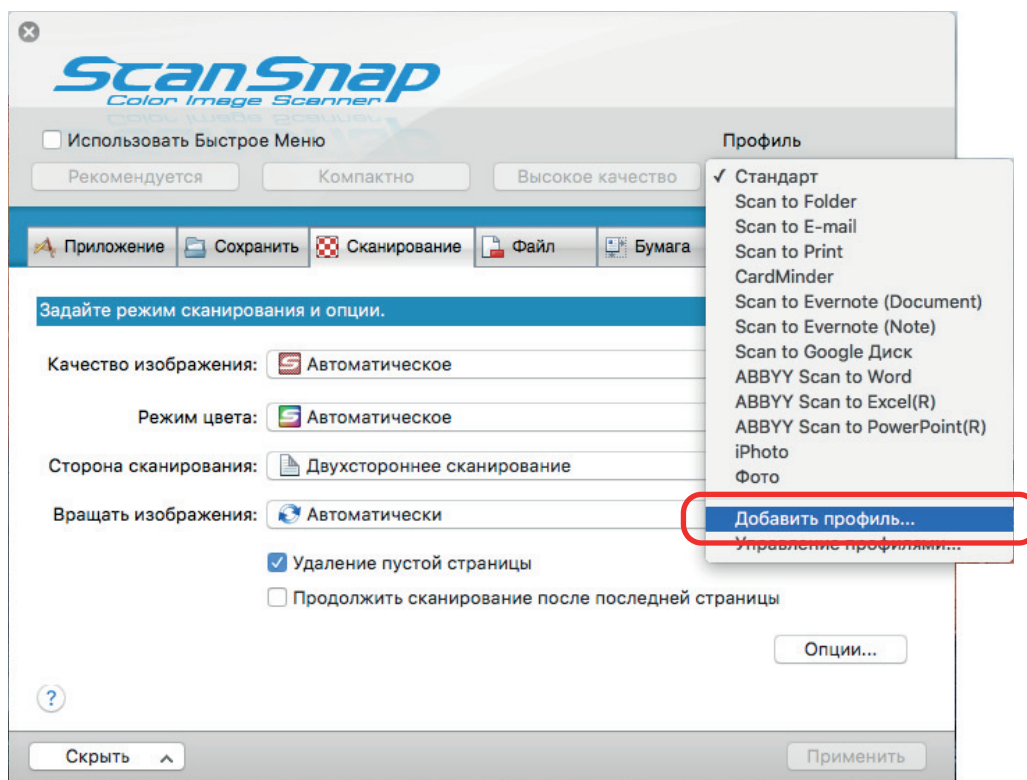 ScanSnap
Color Image Scanner
Использовать Быстрое Меню
Профиль
Рекомендуется
Компактно
Высокое качество
✓ Стандарт
Scan to Folder
Scan to E-mail
Scan to Print
CardMinder
Scan to Evernote (Document)
Scan to Evernote (Note)
Scan to Google Диск
ABBYY Scan to Word
ABBYY Scan to Excel(R)
ABBYY Scan to PowerPoint(R)
iPhoto
Фото
Добавить профиль...
Управление профилями...
Приложение
Сохранить
Сканирование
Файл
Бумага
Задайте режим сканирования и опции.
Качество изображения: Автоматическое
Режим цвета: Автоматическое
Сторона сканирования: Двухстороннее сканирование
Вращать изображения: Автоматически
Удаление пустой страницы
Продолжить сканирование после последней страницы
Опции...
?
Скрыть
Применить